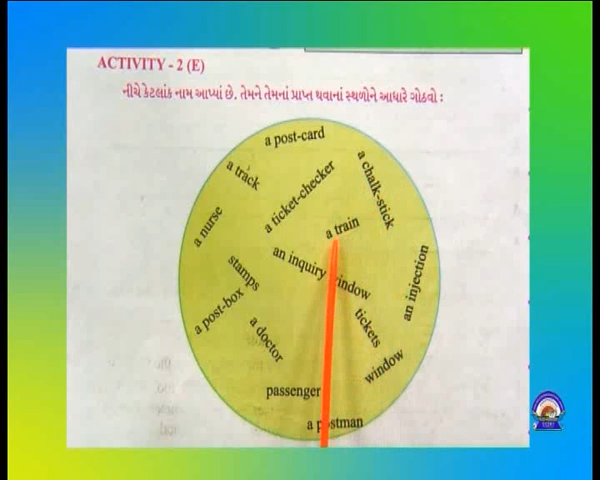 ACTIVITY - 2 (E)
નીચે કેટલાંક નામ આપ્યાં છે. તેમને તેમનાં પ્રાપ્ત થવાનાં સ્થળોને આધારે ગોઠવો :
a post-card
a track
a ticket-checker
a chalk-stick
a nurse
a train
an inquiry window
an injection
stamps
a post-box
a doctor
tickets
window
passenger
a postman